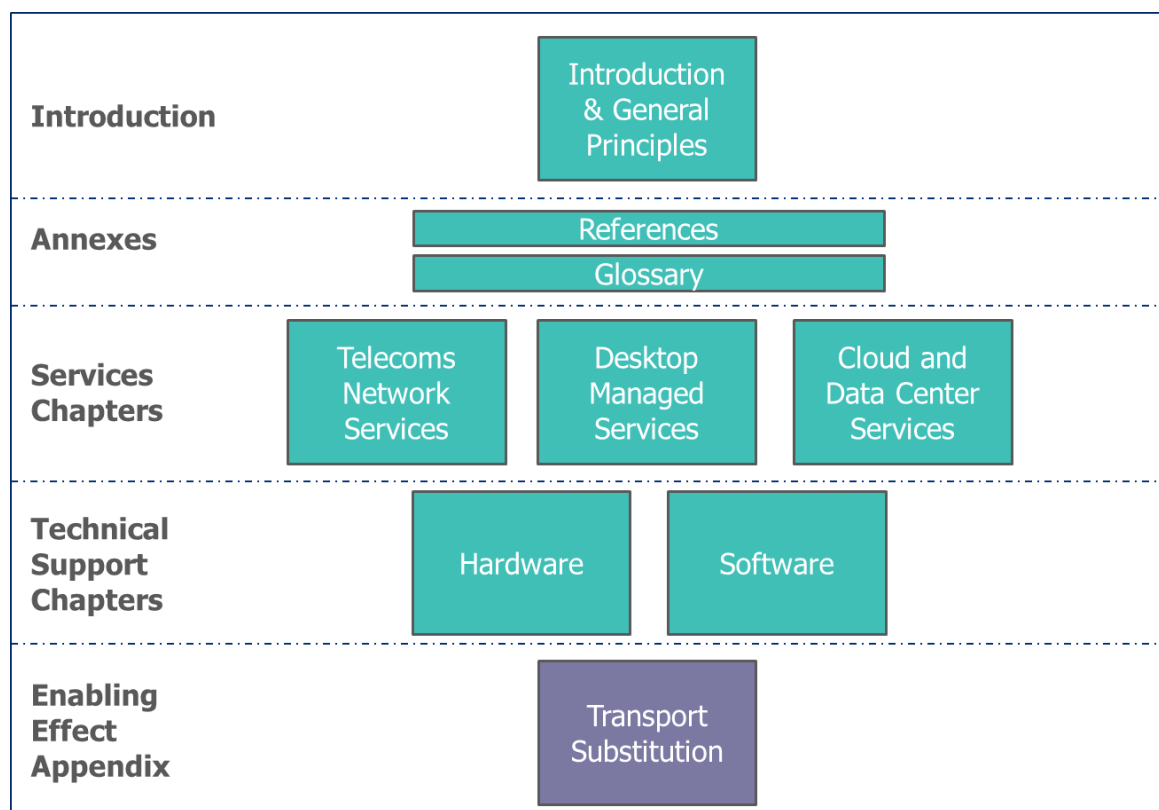 Introduction
Introduction
& General
Principles
Annexes
References
Glossary
Services
Chapters
Telecoms
Network
Services
Desktop
Managed
Services
Cloud and
Data Center
Services
Technical
Support
Chapters
Hardware
Software
Enabling
Effect
Appendix
Transport
Substitution